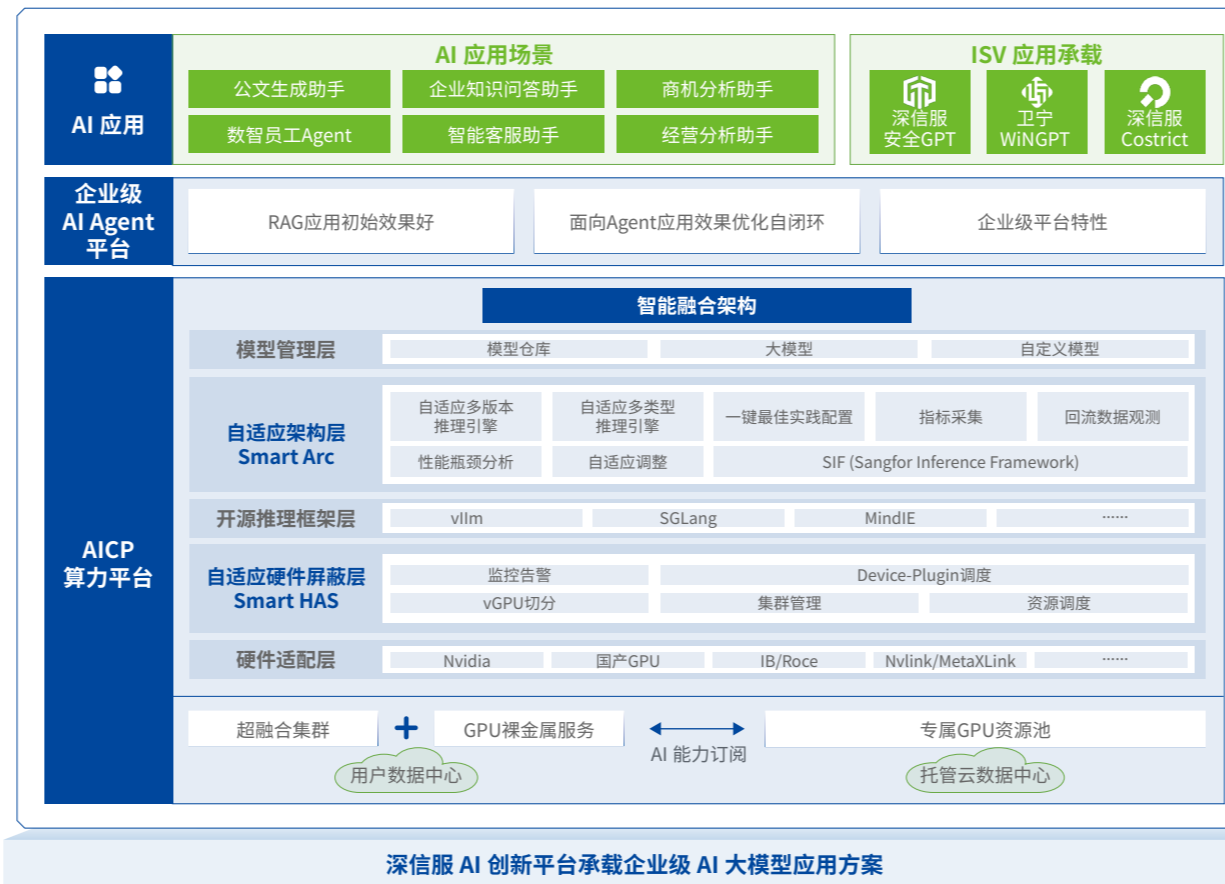 AI 应用
AI 应用场景
公文生成助手
企业知识问答助手
商机分析助手
数智员工Agent
智能客服助手
经营分析助手
ISV 应用承载
深信服
安全GPT
卫宁
WiNGPT
深信服
Costrict
企业级
AI Agent
平台
RAG应用初始效果好
面向Agent应用效果优化自闭环
企业级平台特性
AICP
算力平台
智能融合架构
模型管理层
模型仓库
大模型
自定义模型
自适应架构层
Smart Arc
自适应多版本
推理引擎
自适应多类型
推理引擎
一键最佳实践配置
指标采集
回流数据观测
性能瓶颈分析
自适应调整
SIF (Sangfor Inference Framework)
开源推理框架层
vllm
SGLang
MindIE
······
自适应硬件屏蔽层
Smart HAS
监控告警
Device-Plugin调度
vGPU切分
集群管理
资源调度
硬件适配层
Nvidia
国产GPU
IB/Roce
Nvlink/MetaXLink
······
超融合集群
GPU裸金属服务
AI 能力订阅
专属GPU资源池
用户数据中心
托管云数据中心
深信服 AI 创新平台承载企业级 AI 大模型应用方案